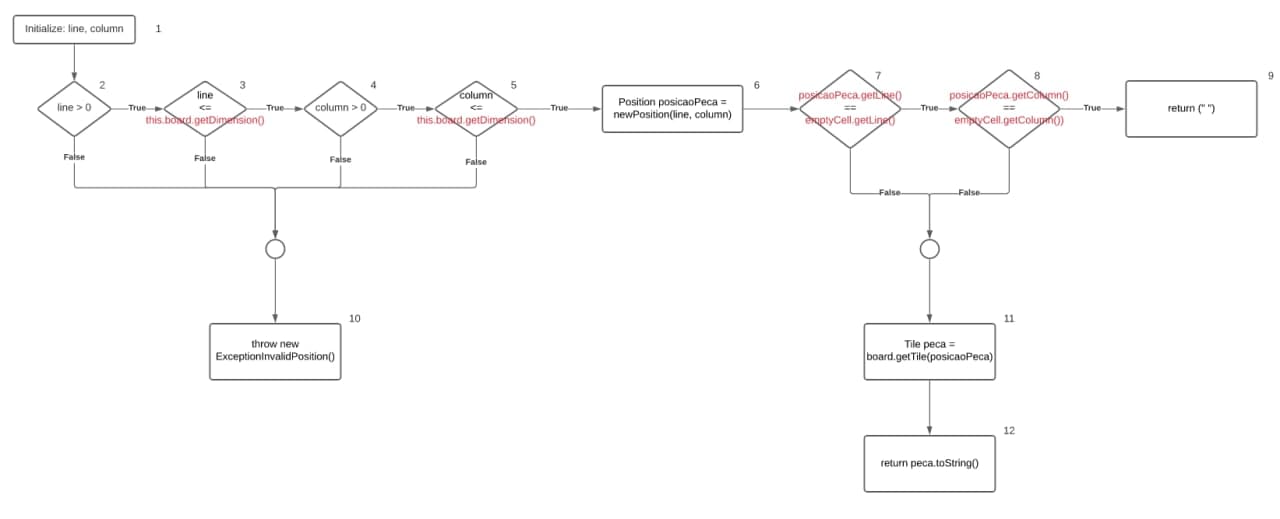 Initialize: line, column
1
2
line > 0
True
False
3
line
<=
this.board.getDimension()
True
False
4
column > 0
True
False
5
column
<=
this.board.getDimension()
True
False
6
Position posicaoPeca =
newPosition(line, column)
7
posicaoPeca.getLine()
==
emptyCell.getLine()
True
False
8
posicaoPeca.getColumn()
==
emptyCell.getColumn())
True
False
9
return (" ")
10
throw new
ExceptionInvalidPosition()
11
Tile peca =
board.getTile(posicaoPeca)
12
return peca.toString()